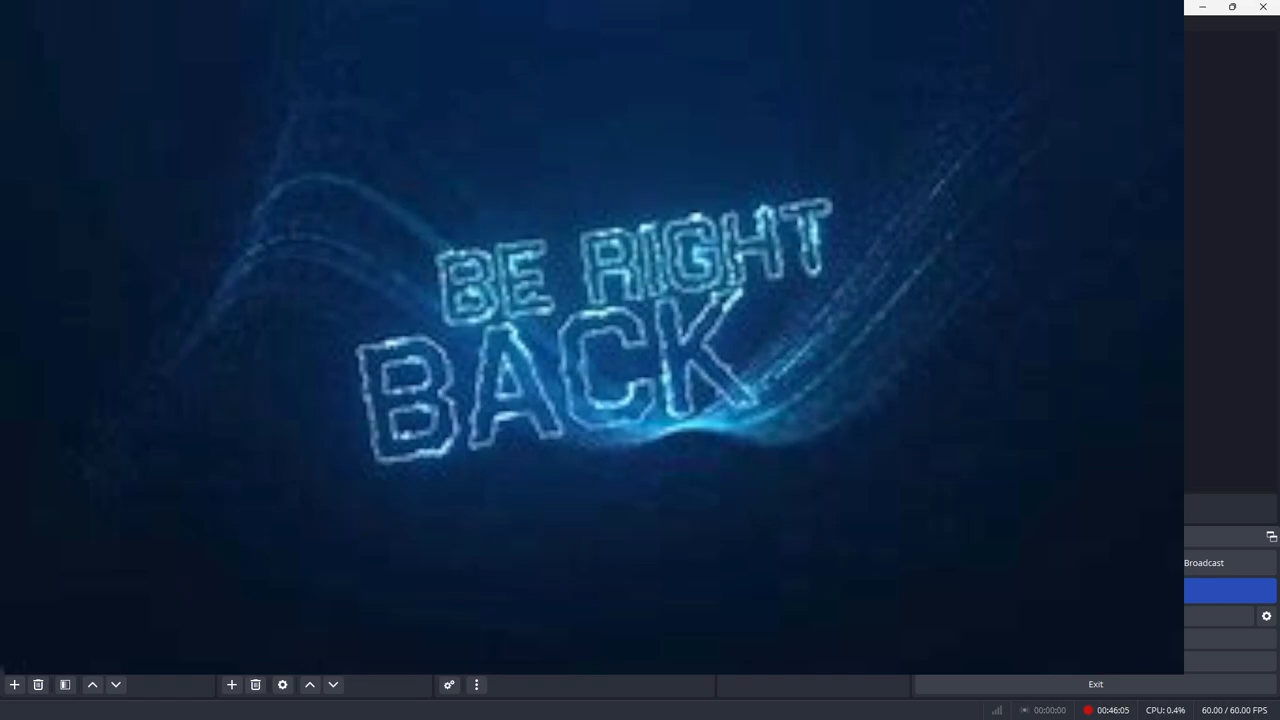 BE RIGHT
BACK
Broadcast
Exit
00:00:00
00:46:05
CPU: 0.4%
60.00 / 60.00 FPS